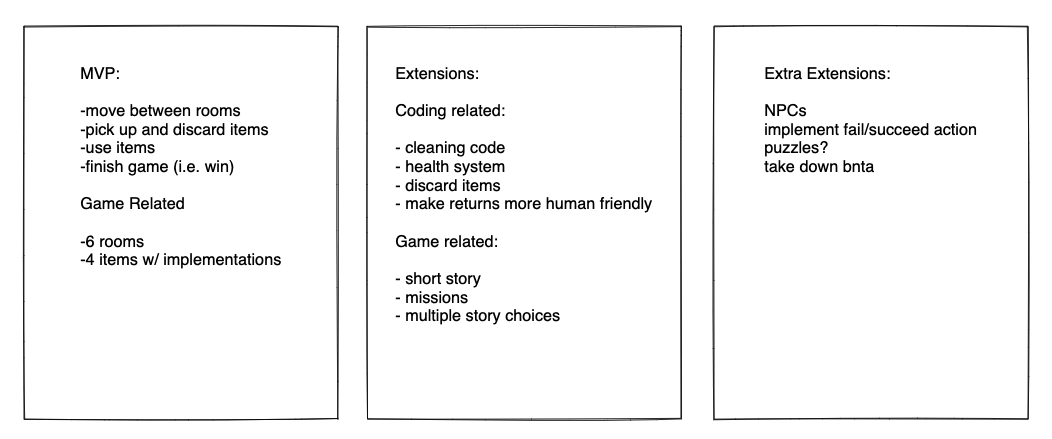 MVP:
-move between rooms
-pick up and discard items
-use items
-finish game (i.e. win)
Game Related
-6 rooms
-4 items w/ implementations
Extensions:
Coding related:
- cleaning code
- health system
- discard items
- make returns more human friendly
Game related:
- short story
- missions
- multiple story choices
Extra Extensions:
NPCs
implement fail/succeed action
puzzles?
take down bnta